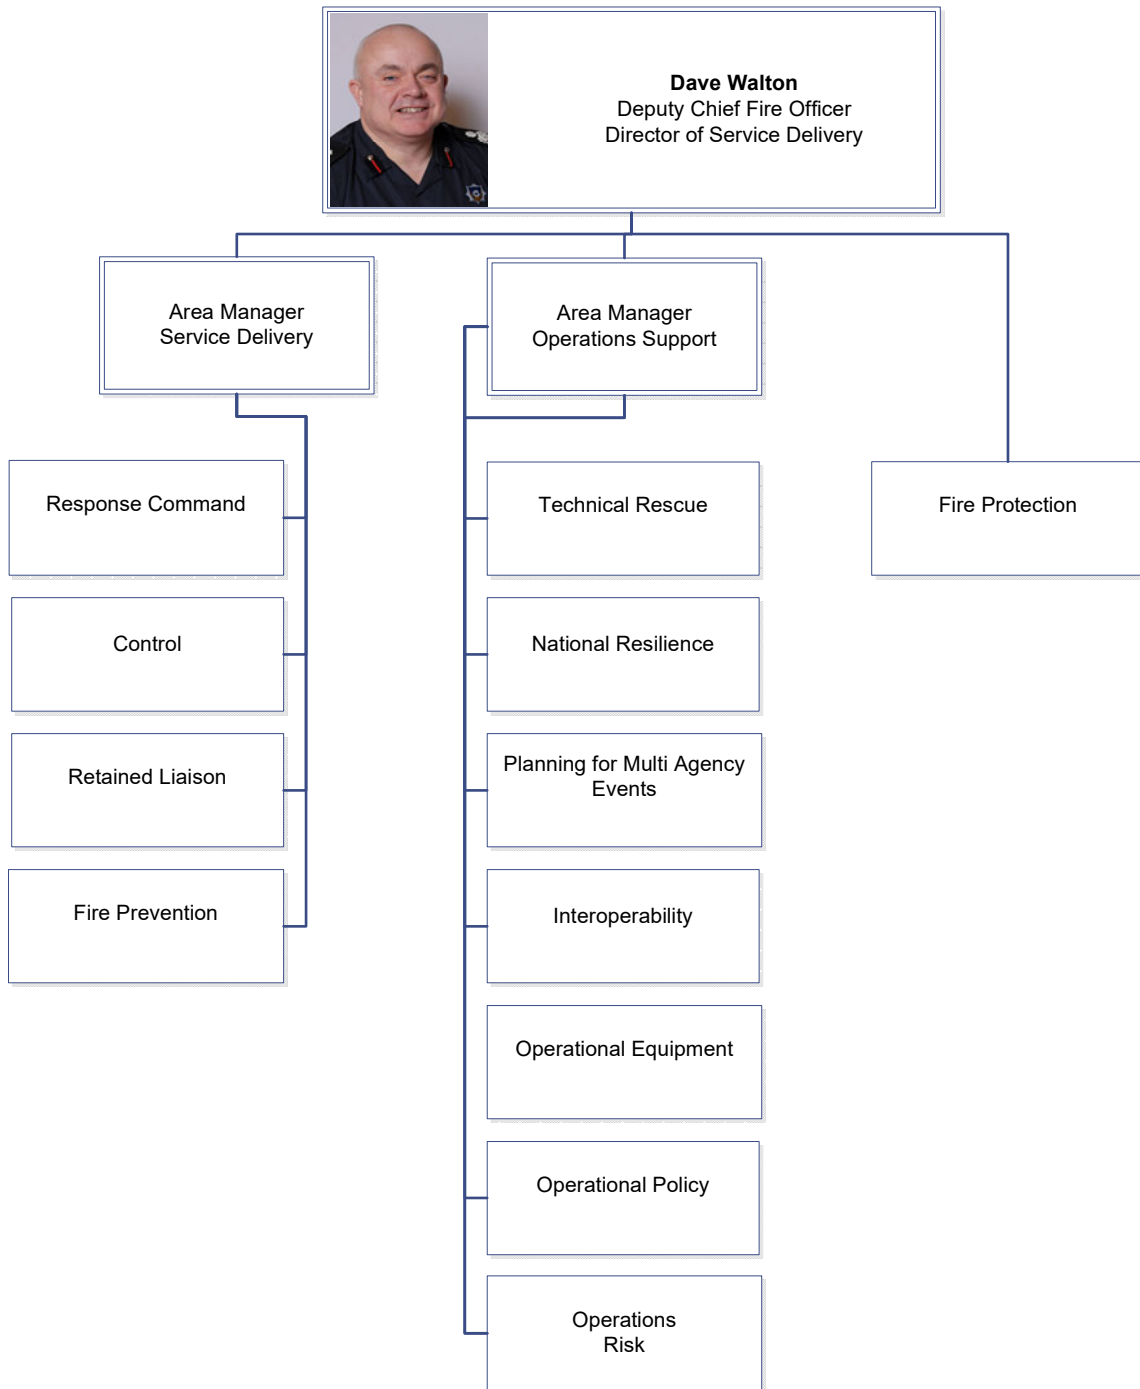 Dave Walton
Deputy Chief Fire Officer
Director of Service Delivery
Area Manager
Service Delivery
Area Manager
Operations Support
Response Command
Technical Rescue
Fire Protection
Control
National Resilience
Retained Liaison
Planning for Multi Agency
Events
Fire Prevention
Interoperability
Operational Equipment
Operational Policy
Operations
Risk